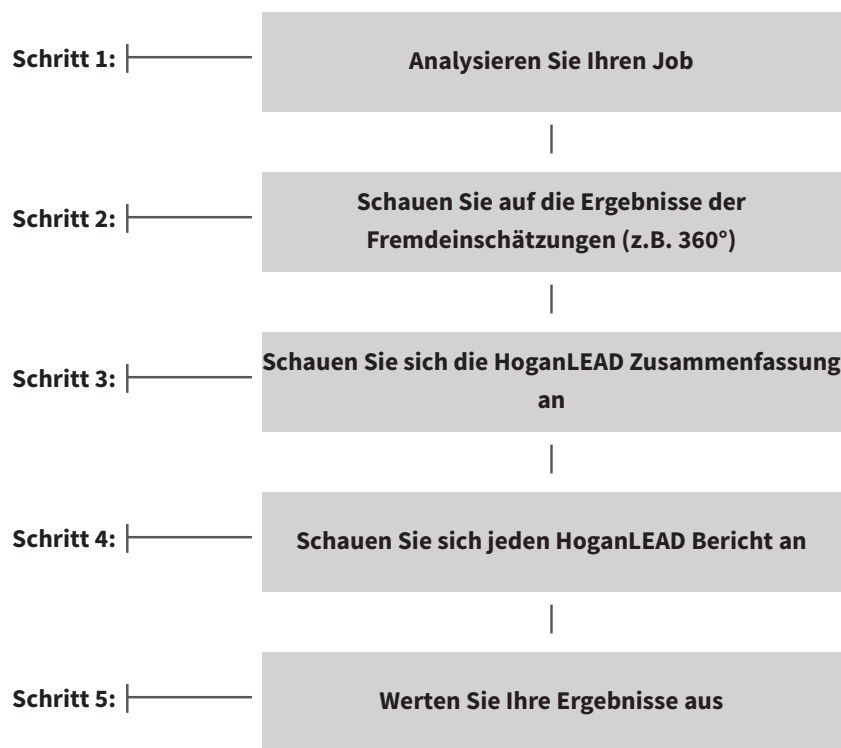 Schritt 1:
Analysieren Sie Ihren Job
Schritt 2:
Schauen Sie auf die Ergebnisse der
Fremdeinschätzungen (z.B. 360°)
Schritt 3:
Schauen Sie sich die HoganLEAD Zusammenfassung
an
Schritt 4:
Schauen Sie sich jeden HoganLEAD Bericht an
Schritt 5:
Werten Sie Ihre Ergebnisse aus